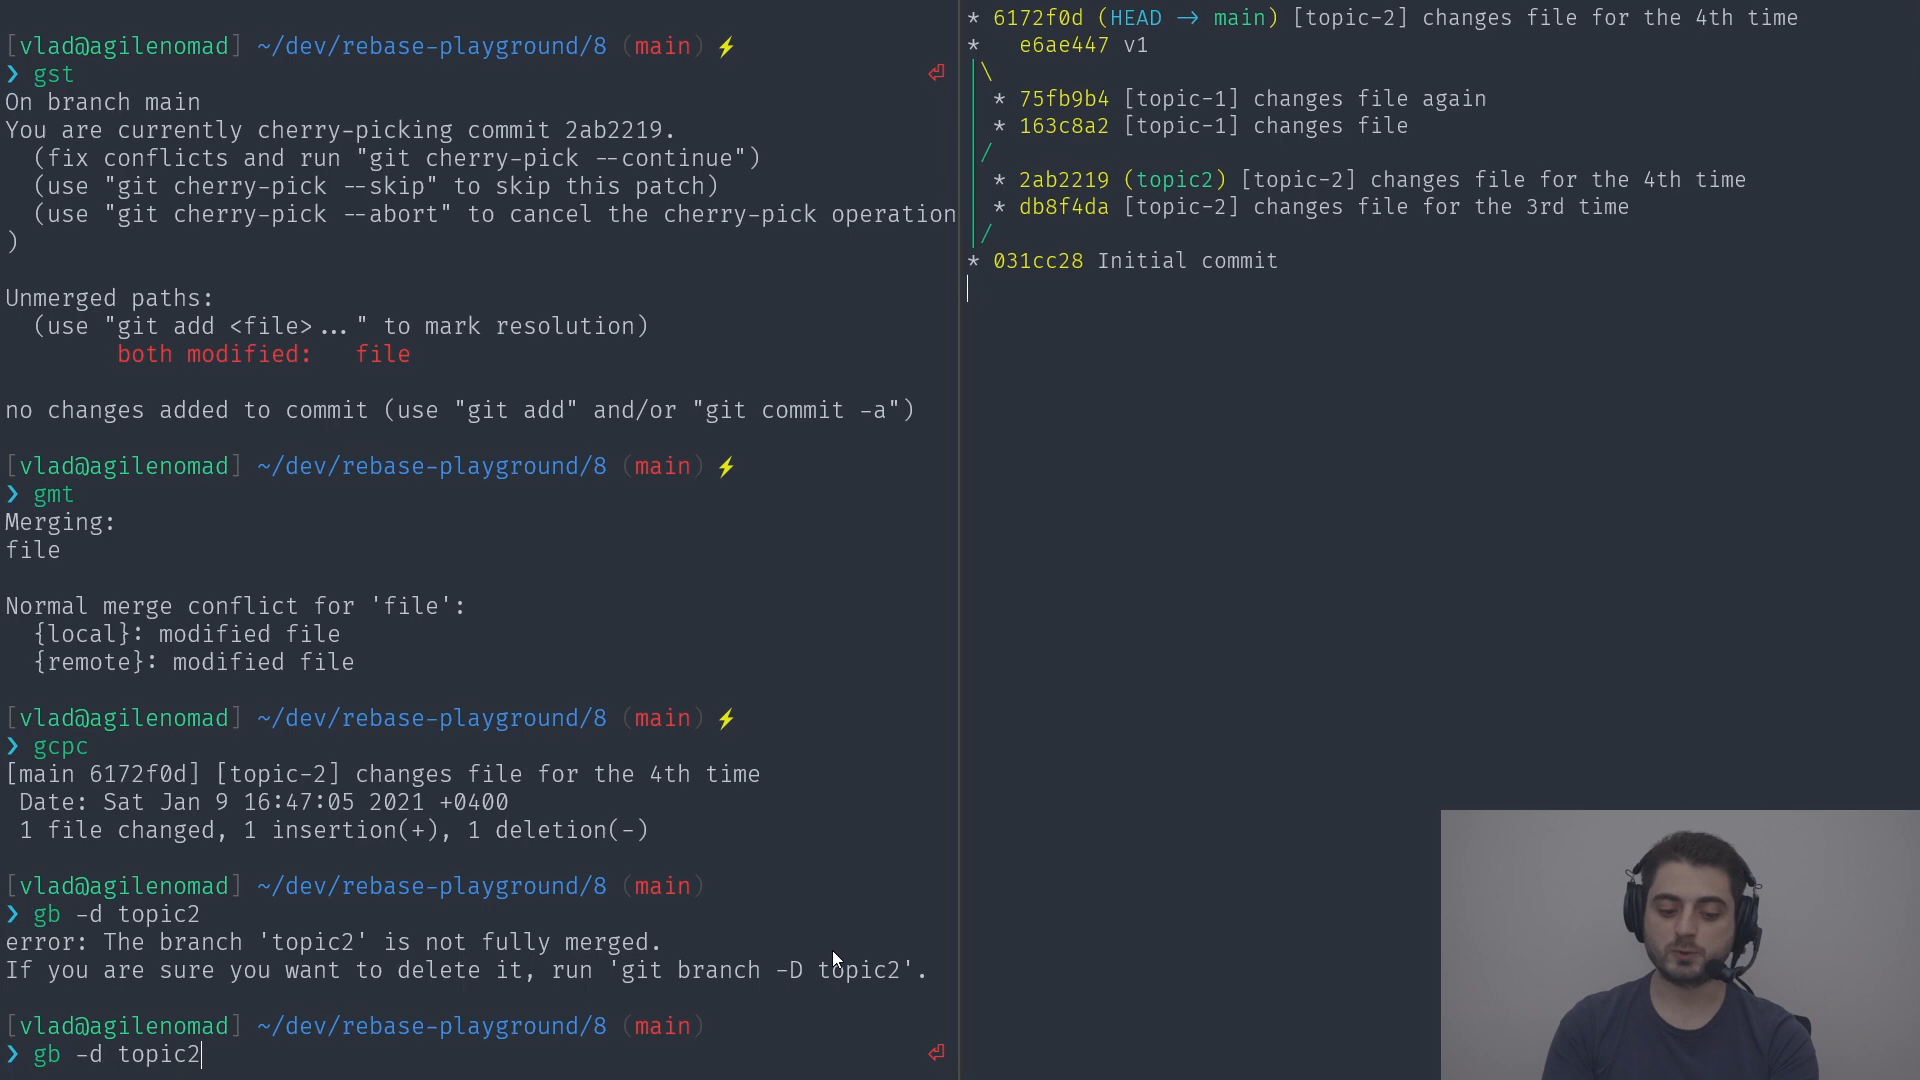 [vlad@agilenomad] ~/dev/rebase-playground/8 (main) ⚡
❯ gst
On branch main
You are currently cherry-picking commit 2ab2219.
  (fix conflicts and run "git cherry-pick --continue")
  (use "git cherry-pick --skip" to skip this patch)
  (use "git cherry-pick --abort" to cancel the cherry-pick operation
)
Unmerged paths:
  (use "git add <file>..." to mark resolution)
        both modified:   file
no changes added to commit (use "git add" and/or "git commit -a")
[vlad@agilenomad] ~/dev/rebase-playground/8 (main) ⚡
❯ gmt
Merging:
file
Normal merge conflict for 'file':
  {local}: modified file
  {remote}: modified file
[vlad@agilenomad] ~/dev/rebase-playground/8 (main) ⚡
❯ gcpc
[main 6172f0d] [topic-2] changes file for the 4th time
 Date: Sat Jan 9 16:47:05 2021 +0400
 1 file changed, 1 insertion(+), 1 deletion(-)
[vlad@agilenomad] ~/dev/rebase-playground/8 (main)
❯ gb -d topic2
error: The branch 'topic2' is not fully merged.
If you are sure you want to delete it, run 'git branch -D topic2'.
[vlad@agilenomad] ~/dev/rebase-playground/8 (main)
❯ gb -d topic2
* 6172f0d (HEAD -> main) [topic-2] changes file for the 4th time
*   e6ae447 v1
|\
| * 75fb9b4 [topic-1] changes file again
| * 163c8a2 [topic-1] changes file
|/
| * 2ab2219 (topic2) [topic-2] changes file for the 4th time
| * db8f4da [topic-2] changes file for the 3rd time
|/
* 031cc28 Initial commit